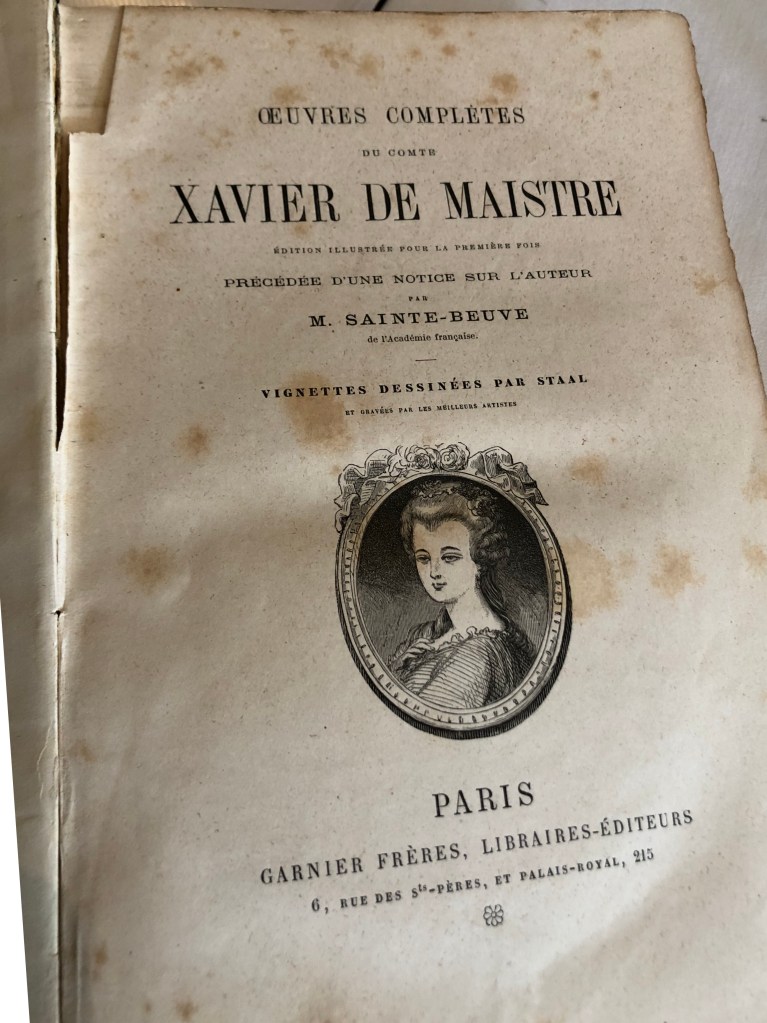 ŒUVRES COMPLÈTES
DU COMTE
XAVIER DE MAISTRE
ÉDITION ILLUSTRÉE POUR LA PREMIÈRE FOIS
PRÉCÉDÉE D'UNE NOTICE SUR L'AUTEUR
PAR
M. SAINTE-BEUVE
de l'Académie française.
VIGNETTES DESSINÉES PAR STAAL
ET GRAVÉES PAR LES MEILLEURS ARTISTES
PARIS
GARNIER FRÈRES, LIBRAIRES-ÉDITEURS
6, RUE DES Sts-PÈRES, ET PALAIS-ROYAL, 215